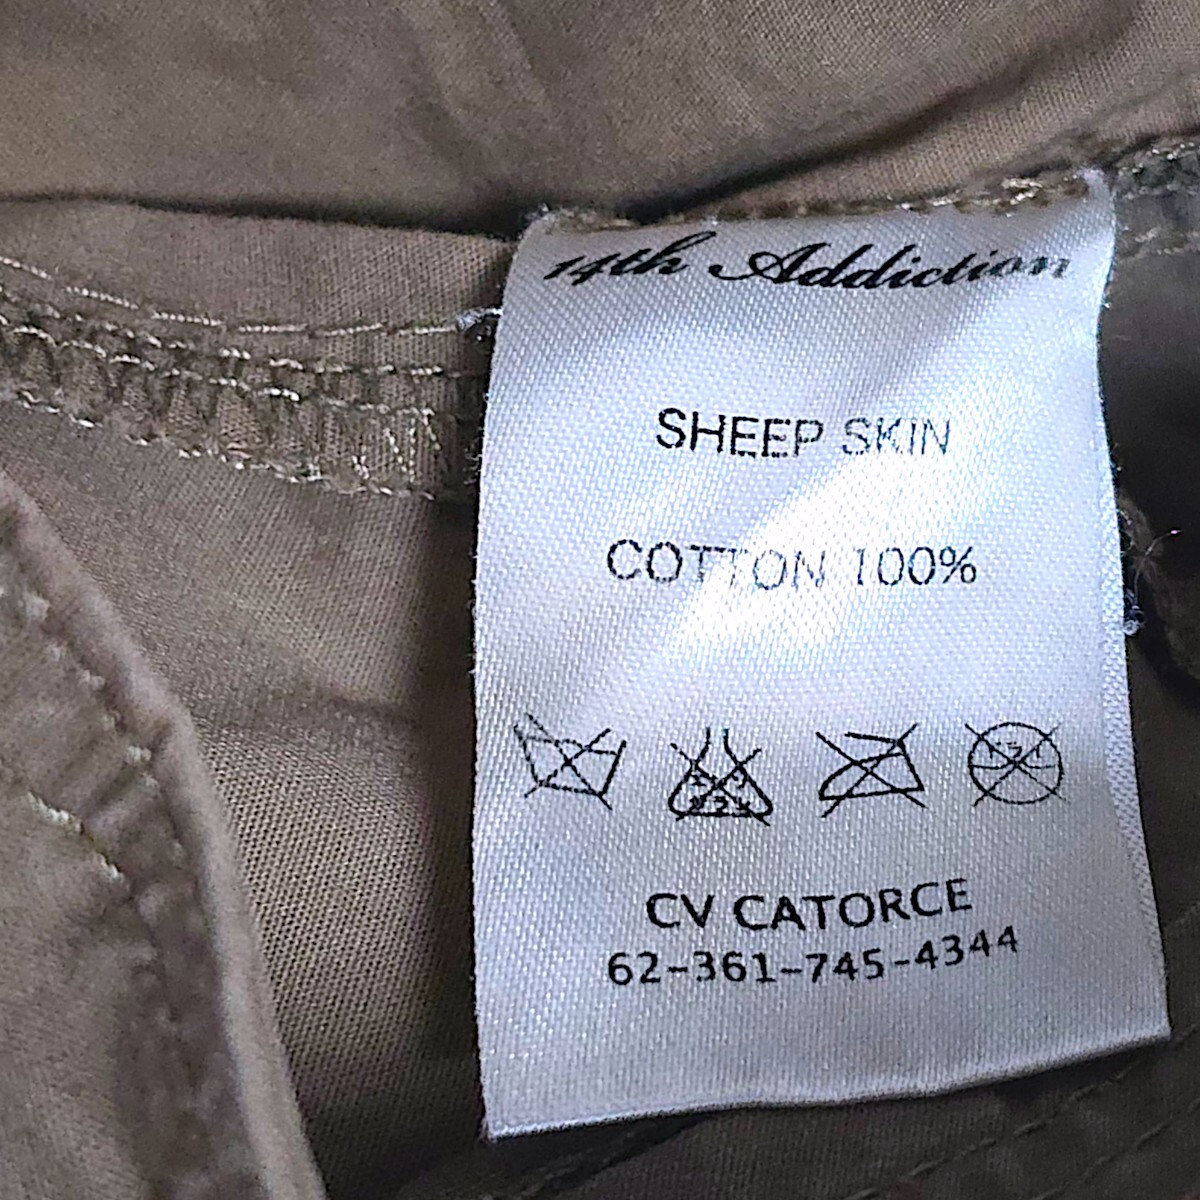 14th Addiction
SHEEP SKIN
COTTON 100%
CV CATORCE
62-361-745-4344